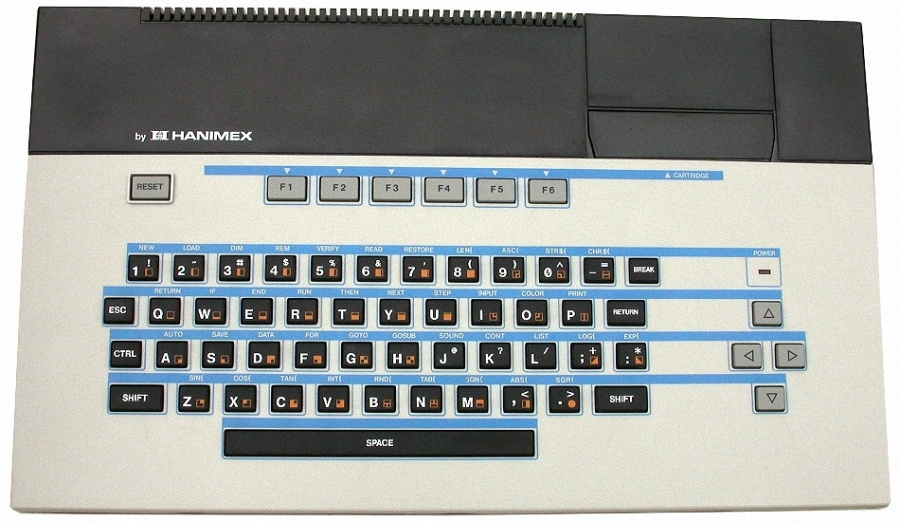 by HANIMEX
▲ CARTRIDGE
RESET F1 F2 F3 F4 F5 F6
NEW LOAD DIM REM VERIFY READ RESTORE LEN( ASC( STR$( CHR$( POWER
1 ! 2 ~ 3 # 4 $ 5 % 6 & 7 ' 8 ( 9 ) 0 ^ - = BREAK
RETURN IF END RUN THEN NEXT STEP INPUT COLOR PRINT
ESC Q W E R T Y U I O P RETURN
AUTO SAVE DATA FOR GOTO GOSUB SOUND CONT LIST LOG( EXP(
CTRL A S D F G H J @ K ? L / ; + : *
SIN( COS( TAN( INT( RND( TAB( SGN( ABS( SQR(
SHIFT Z X C V B N M , < . > SHIFT
SPACE